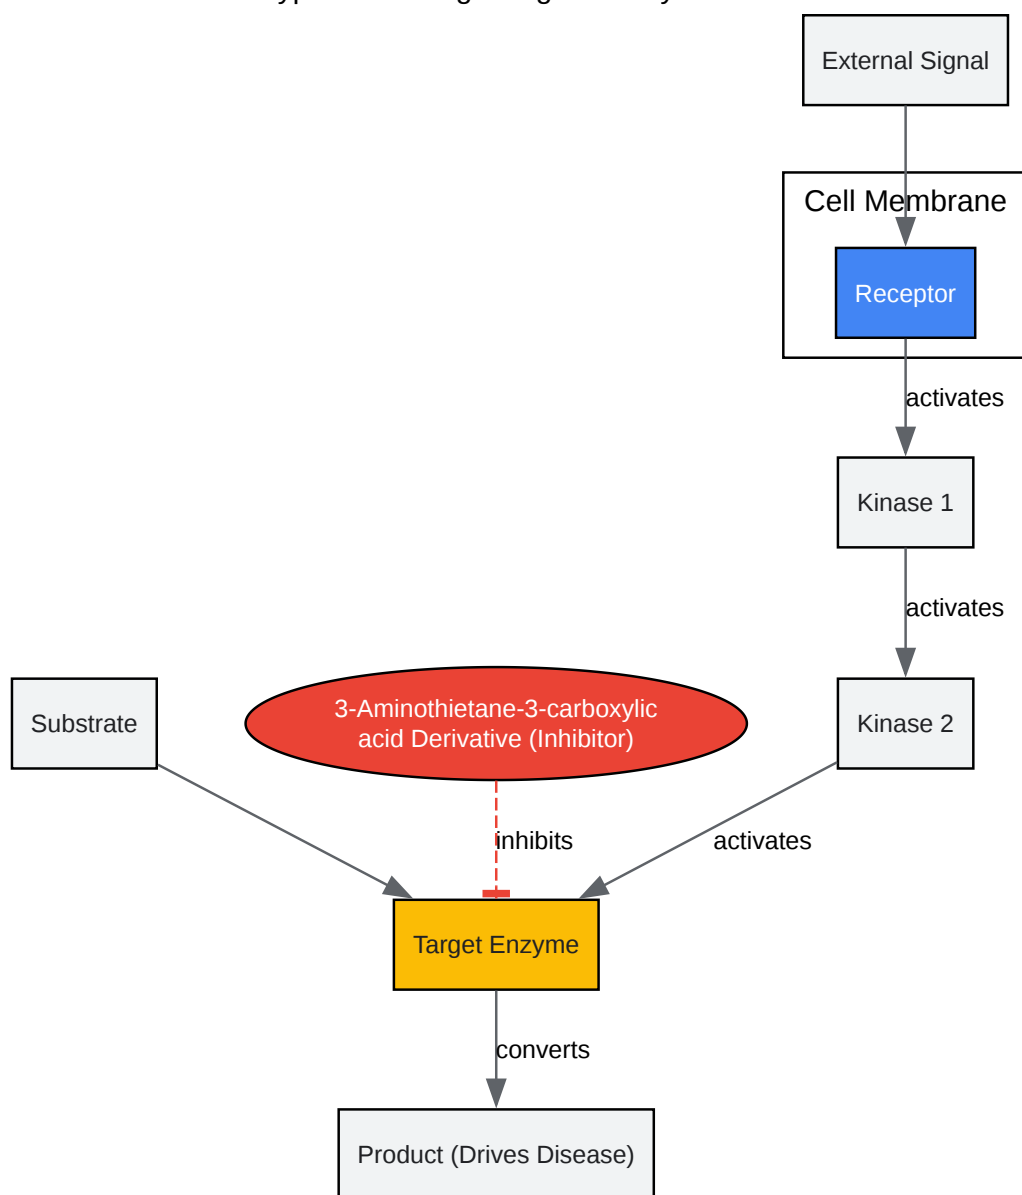 External Signal
Cell Membrane
Receptor
activates
Kinase 1
activates
Substrate
3-Aminothietane-3-carboxylic
acid Derivative (Inhibitor)
Kinase 2
inhibits
activates
Target Enzyme
converts
Product (Drives Disease)